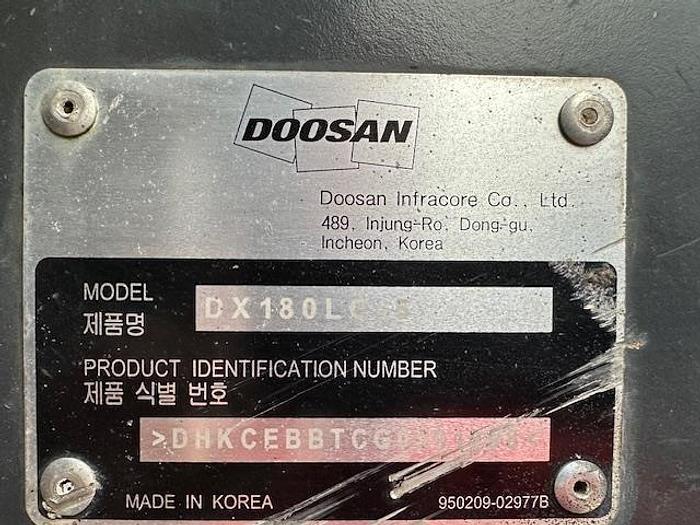 DOOSAN
Doosan Infracore Co., Ltd.
489, Injung-Ro, Dong-gu,
Incheon, Korea
MODEL DX180LC-5
제품명
PRODUCT IDENTIFICATION NUMBER
제품 식별 번호
MADE IN KOREA 950209-02977B